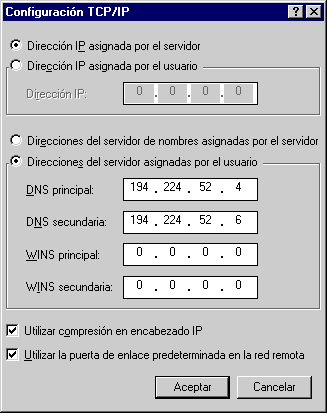 Configuración TCP/IP
Dirección IP asignada por el servidor
Dirección IP asignada por el usuario
Dirección IP: 0 . 0 . 0 . 0
Direcciones del servidor de nombres asignadas por el servidor
Direcciones del servidor asignadas por el usuario
DNS principal: 194 . 224 . 52 . 4
DNS secundaria: 194 . 224 . 52 . 6
WINS principal: 0 . 0 . 0 . 0
WINS secundaria: 0 . 0 . 0 . 0
Utilizar compresión en encabezado IP
Utilizar la puerta de enlace predeterminada en la red remota
Aceptar Cancelar